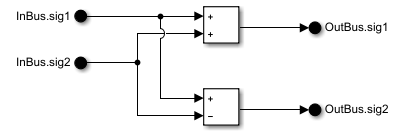 InBus.sig1
+
+
OutBus.sig1
InBus.sig2
+
−
OutBus.sig2